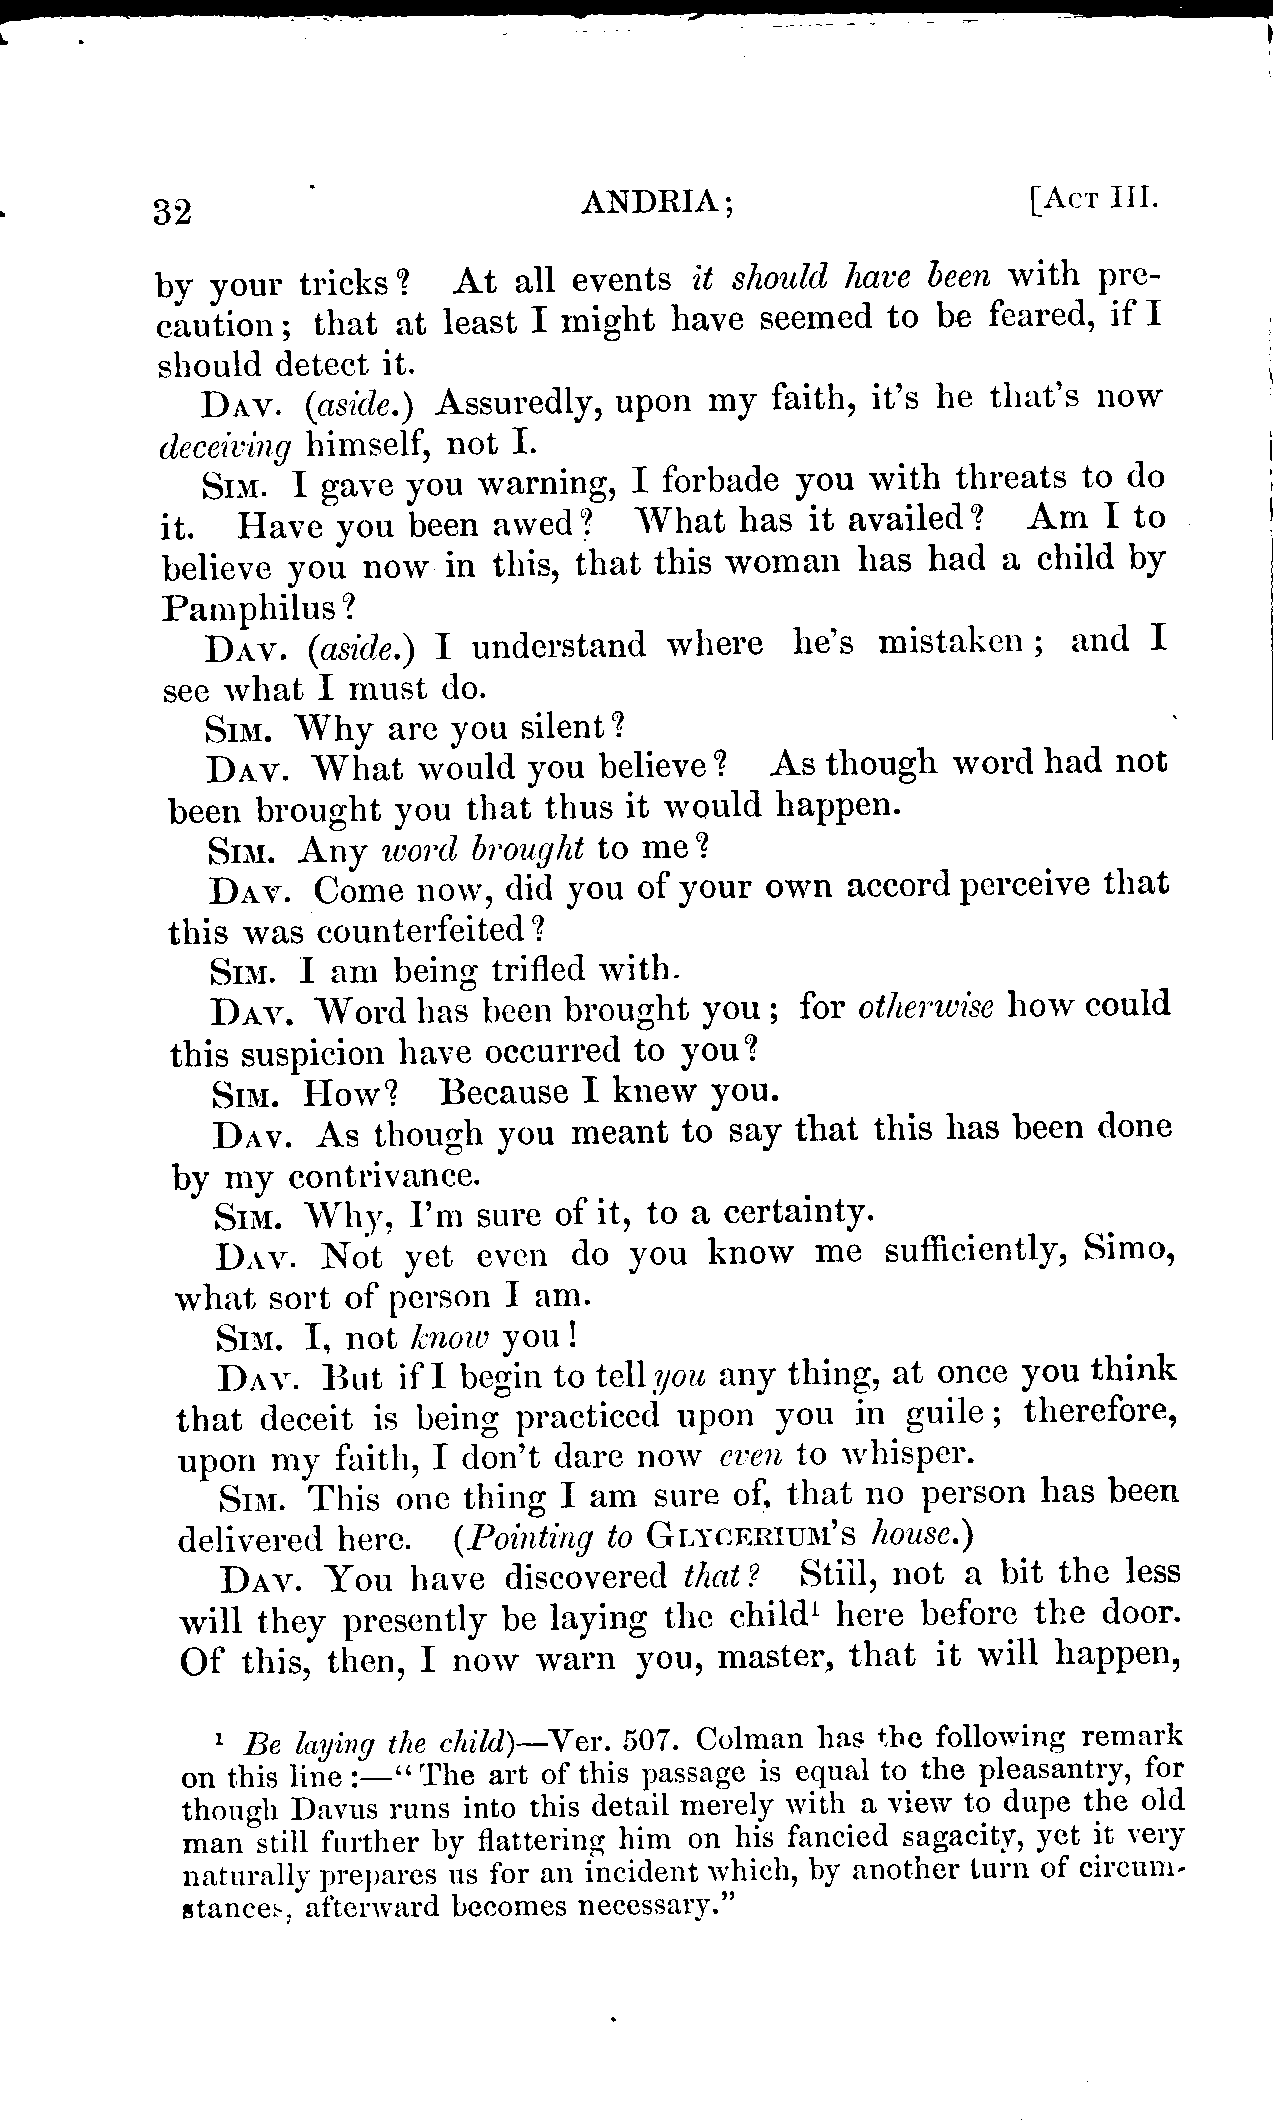 32 ANDRIA; [ACT III.
by your tricks? At all events it should have been with pre-
caution; that at least I might have seemed to be feared, if I
should detect it.
DAV. (aside.) Assuredly, upon my faith, it's he that's now
deceiving himself, not I.
SIM. I gave you warning, I forbade you with threats to do
it. Have you been awed? What has it availed? Am I to
believe you now in this, that this woman has had a child by
Pamphilus?
DAV. (aside.) I understand where he's mistaken; and I
see what I must do.
SIM. Why are you silent?
DAV. What would you believe? As though word had not
been brought you that thus it would happen.
SIM. Any word brought to me?
DAV. Come now, did you of your own accord perceive that
this was counterfeited?
SIM. I am being trifled with.
DAV. Word has been brought you; for otherwise how could
this suspicion have occurred to you?
SIM. How? Because I knew you.
DAV. As though you meant to say that this has been done
by my contrivance.
SIM. Why, I'm sure of it, to a certainty.
DAV. Not yet even do you know me sufficiently, Simo,
what sort of person I am.
SIM. I, not know you!
DAV. But if I begin to tell you any thing, at once you think
that deceit is being practiced upon you in guile; therefore,
upon my faith, I don't dare now even to whisper.
SIM. This one thing I am sure of, that no person has been
delivered here. (Pointing to GLYCERIUM'S house.)
DAV. You have discovered that? Still, not a bit the less
will they presently be laying the child¹ here before the door.
Of this, then, I now warn you, master, that it will happen,
¹ Be laying the child)—Ver. 507. Colman has the following remark
on this line:—"The art of this passage is equal to the pleasantry, for
though Davus runs into this detail merely with a view to dupe the old
man still further by flattering him on his fancied sagacity, yet it very
naturally prepares us for an incident which, by another turn of circum-
stances, afterward becomes necessary."